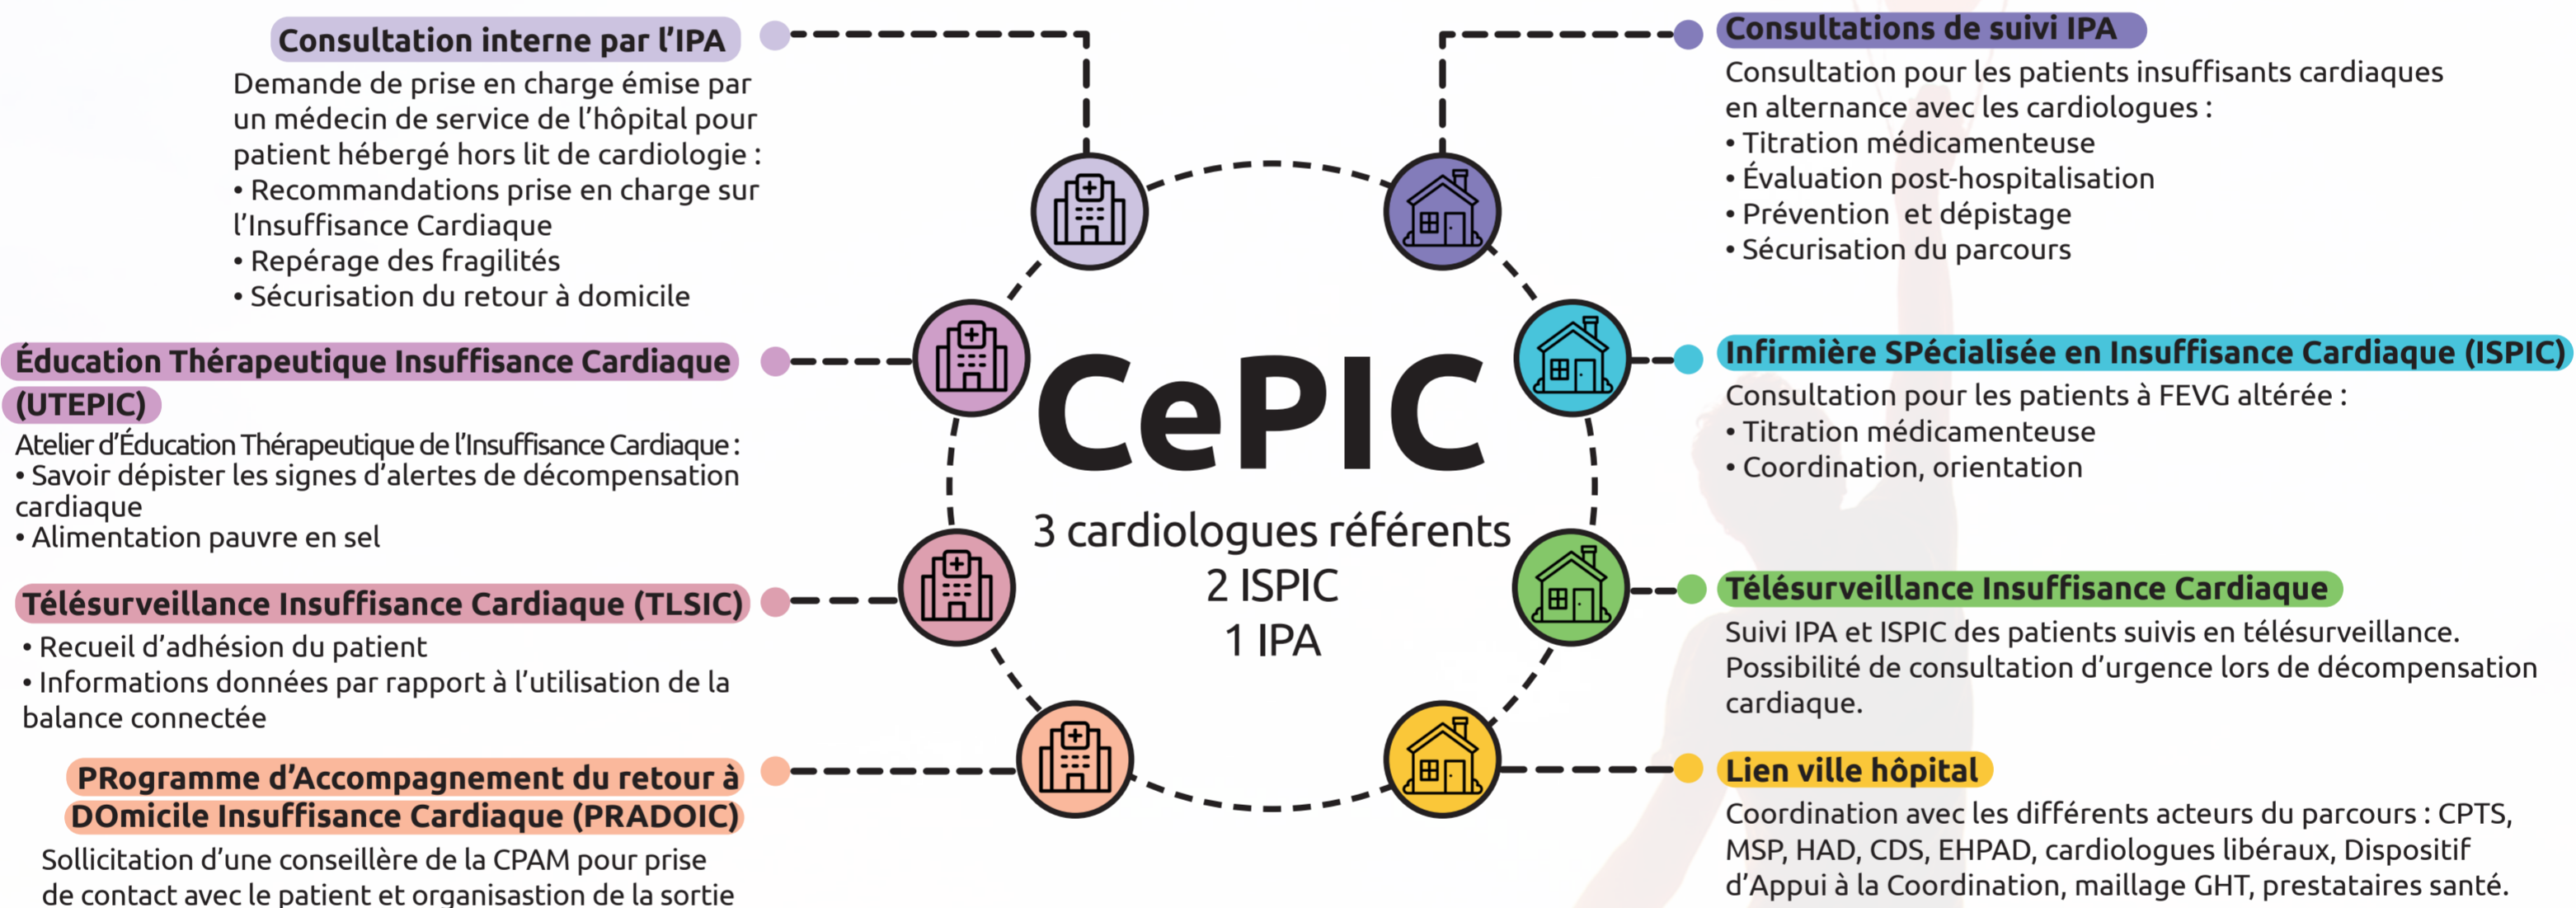 Consultation interne par l'IPA
Demande de prise en charge émise par
un médecin de service de l'hôpital pour
patient hébergé hors lit de cardiologie :
• Recommandations prise en charge sur
l'Insuffisance Cardiaque
• Repérage des fragilités
• Sécurisation du retour à domicile
Éducation Thérapeutique Insuffisance Cardiaque
(UTEPIC)
Atelier d'Éducation Thérapeutique de l'Insuffisance Cardiaque :
• Savoir dépister les signes d'alertes de décompensation
cardiaque
• Alimentation pauvre en sel
Télésurveillance Insuffisance Cardiaque (TLSIC)
• Recueil d'adhésion du patient
• Informations données par rapport à l'utilisation de la
balance connectée
PRogramme d'Accompagnement du retour à
DOmicile Insuffisance Cardiaque (PRADOIC)
Sollicitation d'une conseillère de la CPAM pour prise
de contact avec le patient et organisastion de la sortie
CePIC
3 cardiologues référents
2 ISPIC
1 IPA
Consultations de suivi IPA
Consultation pour les patients insuffisants cardiaques
en alternance avec les cardiologues :
• Titration médicamenteuse
• Évaluation post-hospitalisation
• Prévention et dépistage
• Sécurisation du parcours
Infirmière SPécialisée en Insuffisance Cardiaque (ISPIC)
Consultation pour les patients à FEVG altérée :
• Titration médicamenteuse
• Coordination, orientation
Télésurveillance Insuffisance Cardiaque
Suivi IPA et ISPIC des patients suivis en télésurveillance.
Possibilité de consultation d'urgence lors de décompensation
cardiaque.
Lien ville hôpital
Coordination avec les différents acteurs du parcours : CPTS,
MSP, HAD, CDS, EHPAD, cardiologues libéraux, Dispositif
d'Appui à la Coordination, maillage GHT, prestataires santé.